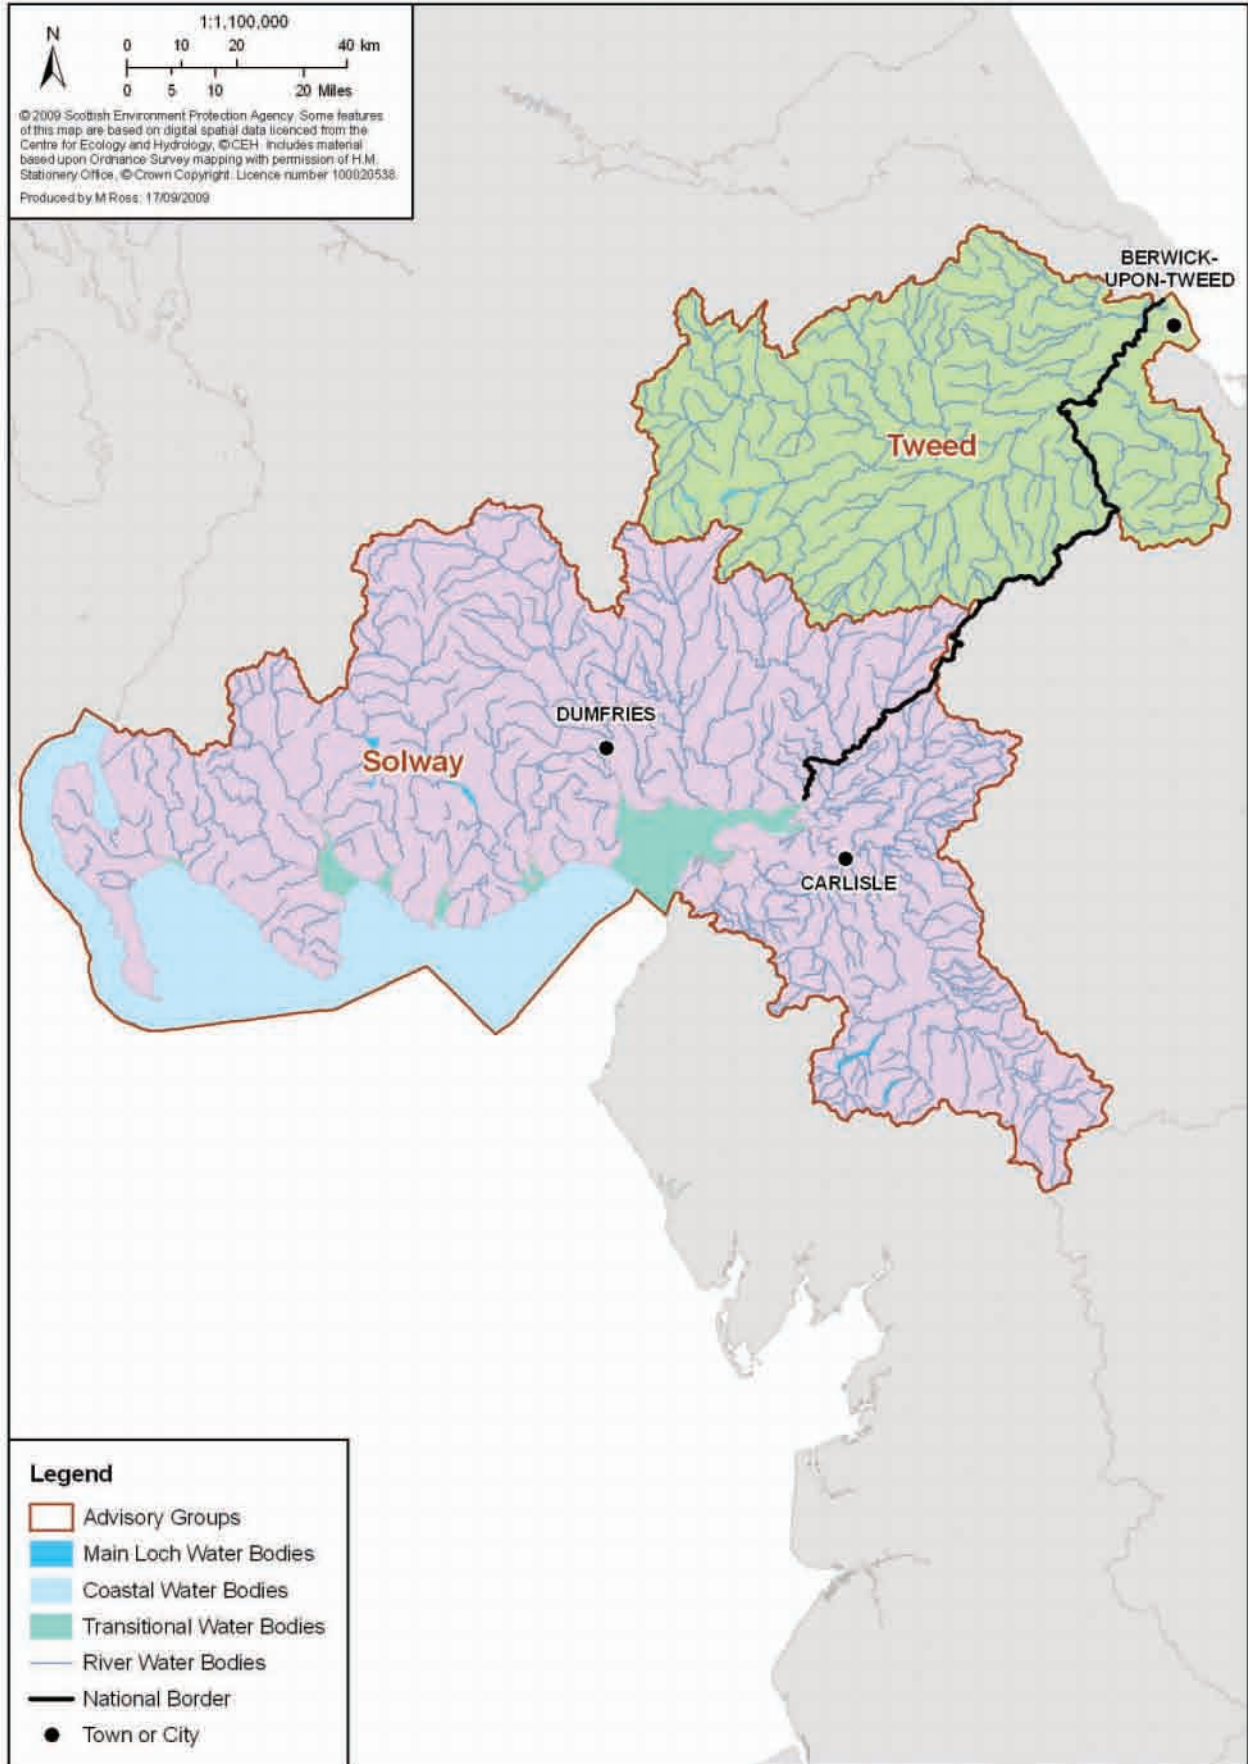 N
1:1,100,000
0 10 20 40 km
0 5 10 20 Miles
© 2009 Scottish Environment Protection Agency. Some features
of this map are based on digital spatial data licenced from the
Centre for Ecology and Hydrology, © CEH. Includes material
based upon Ordnance Survey mapping with permission of H.M.
Stationery Office, © Crown Copyright. Licence number 100020538.
Produced by M Ross: 17/09/2009
BERWICK-
UPON-TWEED
Tweed
DUMFRIES
Solway
CARLISLE
Legend
Advisory Groups
Main Loch Water Bodies
Coastal Water Bodies
Transitional Water Bodies
River Water Bodies
National Border
Town or City